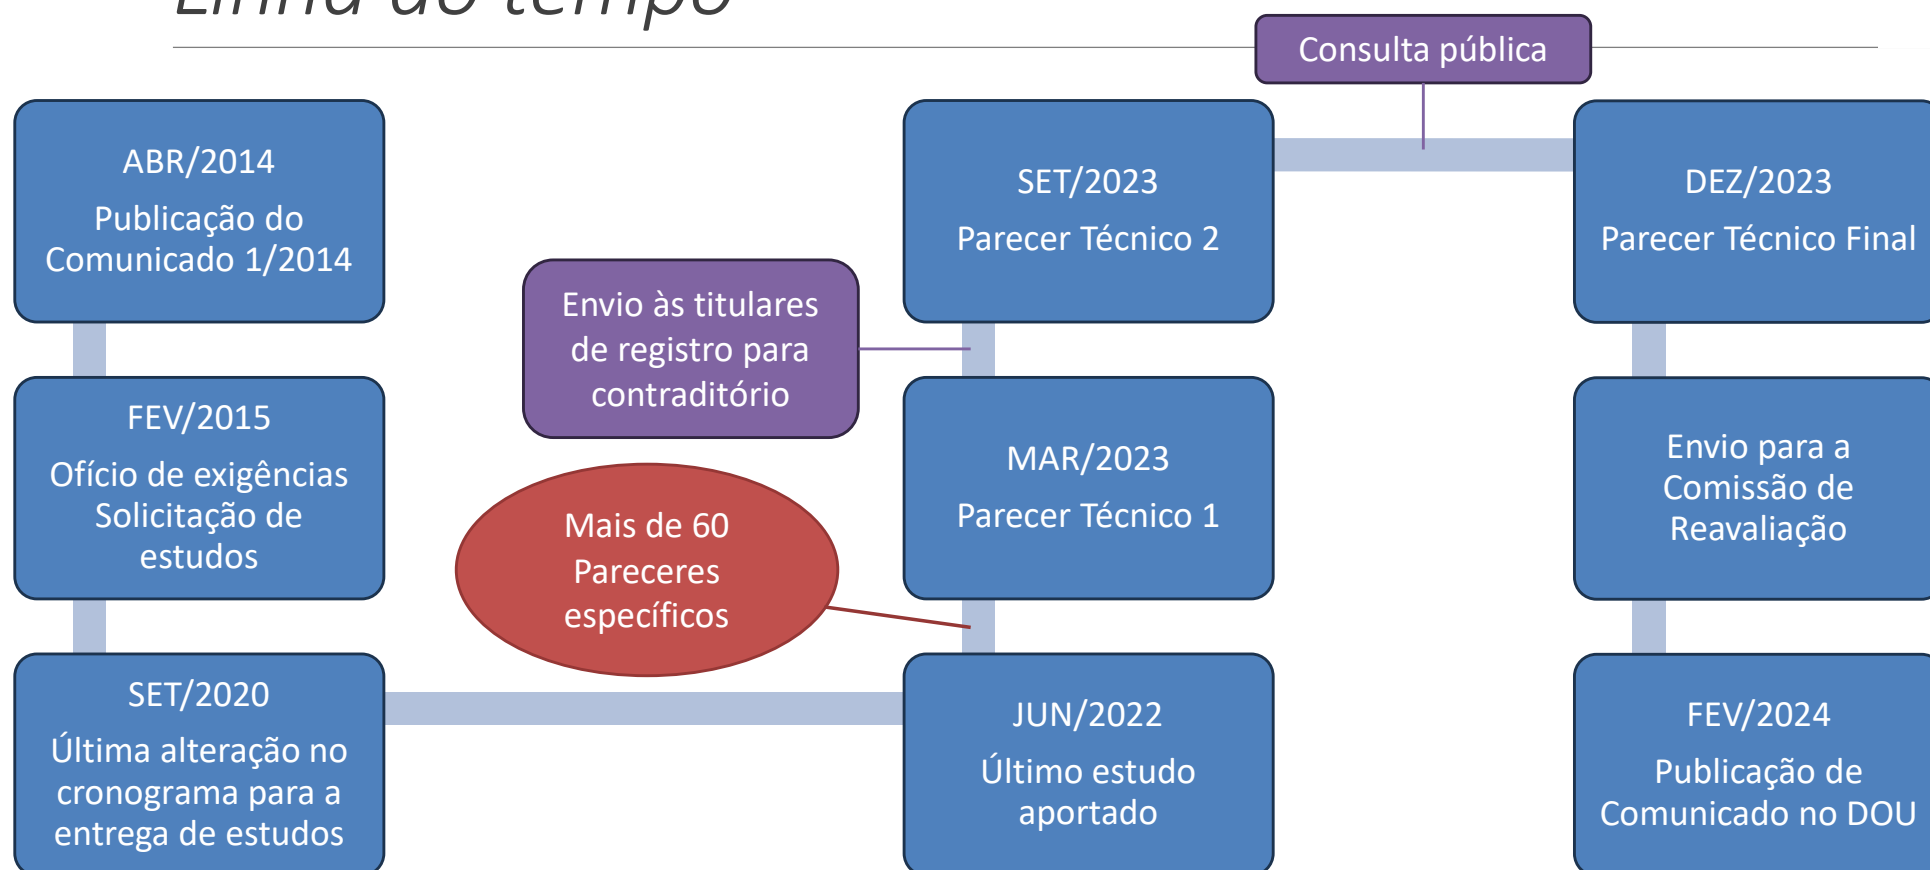 Linha do tempo
Consulta pública
ABR/2014
Publicação do
Comunicado 1/2014
FEV/2015
Ofício de exigências
Solicitação de
estudos
SET/2020
Última alteração no
cronograma para a
entrega de estudos
JUN/2022
Último estudo
aportado
Mais de 60
Pareceres
específicos
MAR/2023
Parecer Técnico 1
Envio às titulares
de registro para
contraditório
SET/2023
Parecer Técnico 2
DEZ/2023
Parecer Técnico Final
Envio para a
Comissão de
Reavaliação
FEV/2024
Publicação de
Comunicado no DOU